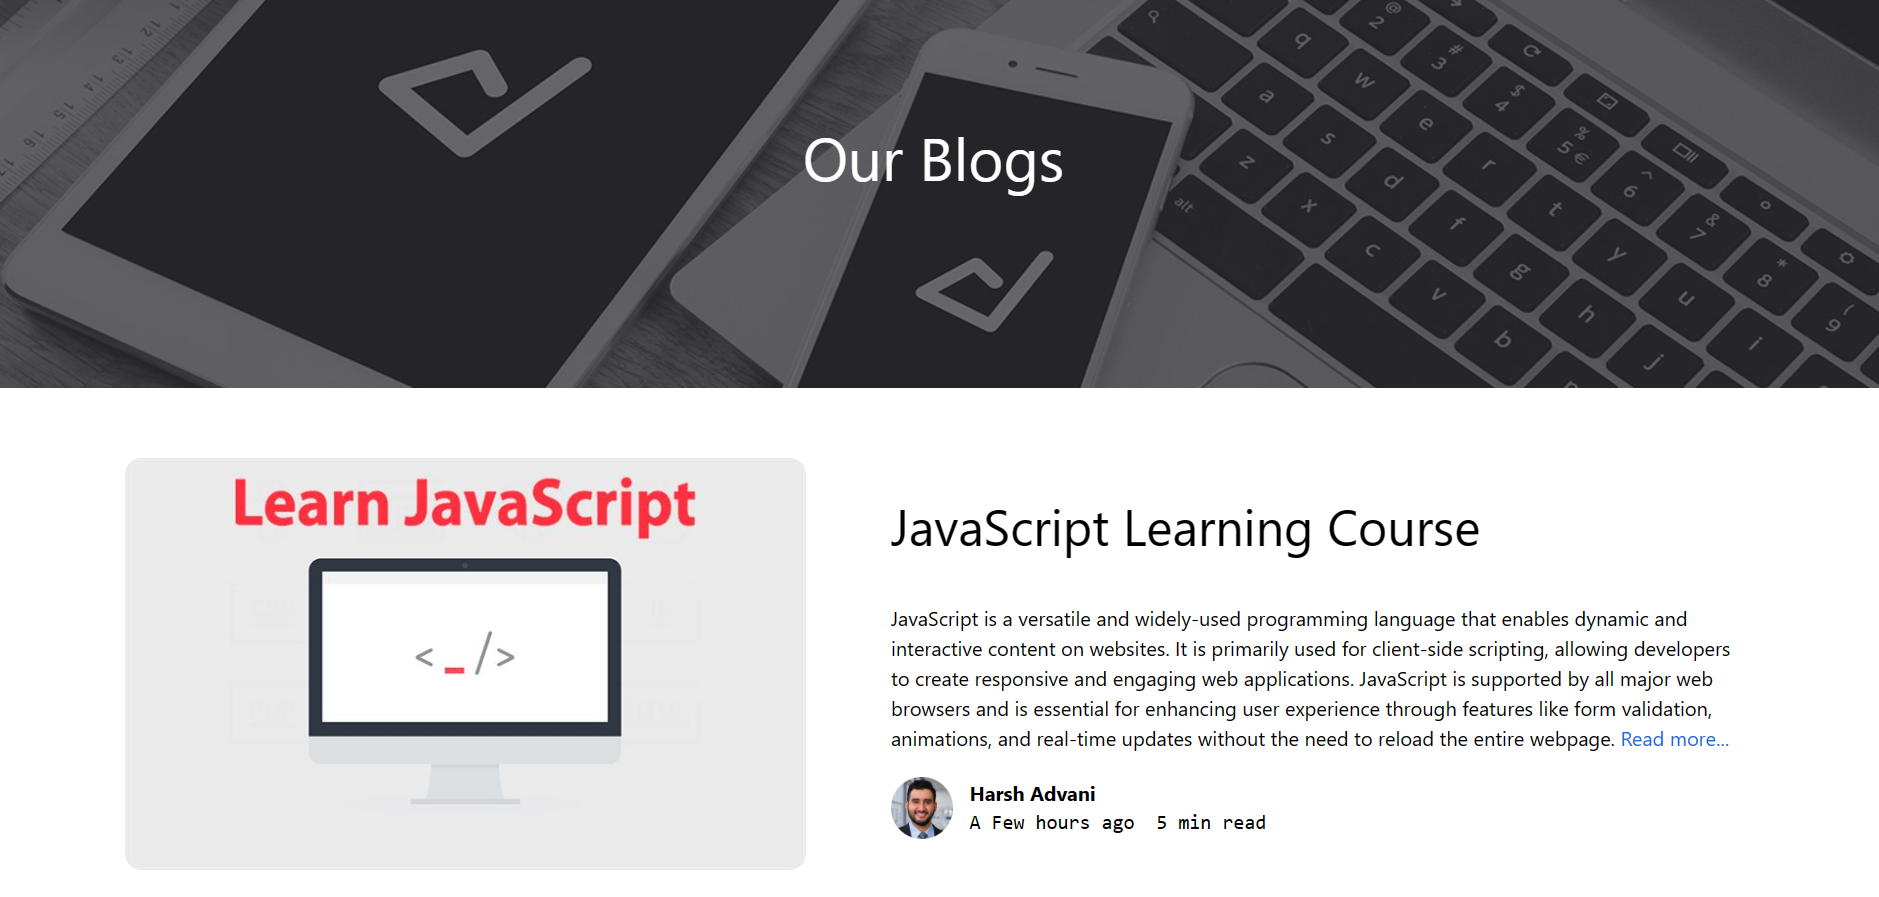 Our Blogs
Learn JavaScript
< _ />
JavaScript Learning Course
JavaScript is a versatile and widely-used programming language that enables dynamic and
interactive content on websites. It is primarily used for client-side scripting, allowing developers
to create responsive and engaging web applications. JavaScript is supported by all major web
browsers and is essential for enhancing user experience through features like form validation,
animations, and real-time updates without the need to reload the entire webpage. Read more...
Harsh Advani
A Few hours ago 5 min read